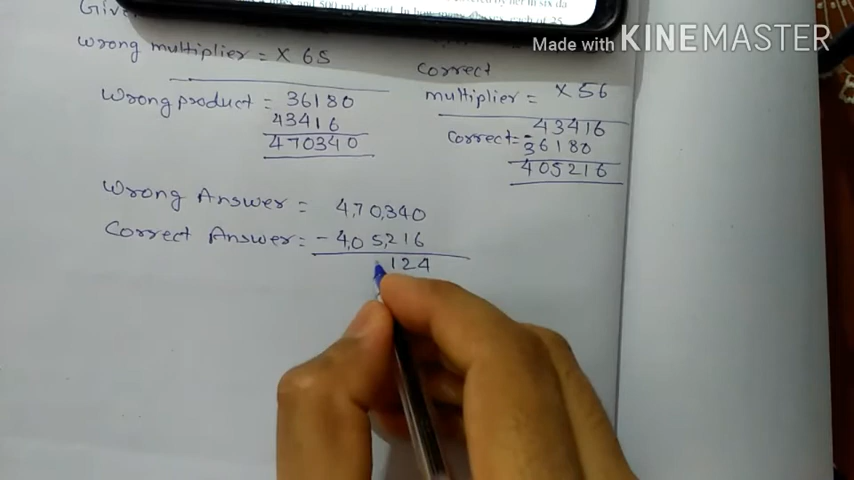 Made with KINEMASTER
Given
Wrong multiplier = × 65
Wrong product = 36180
43416
470340
Correct
multiplier = × 56
43416
Correct = 36180
405216
Wrong Answer = 4,70,340
Correct Answer = - 4,05,216
124